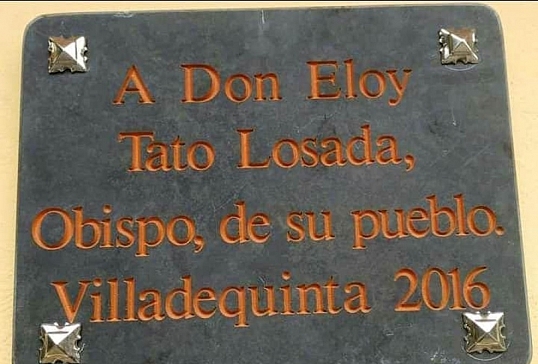 A Don Eloy
Tato Losada,
Obispo, de su pueblo.
Villadequinta 2016